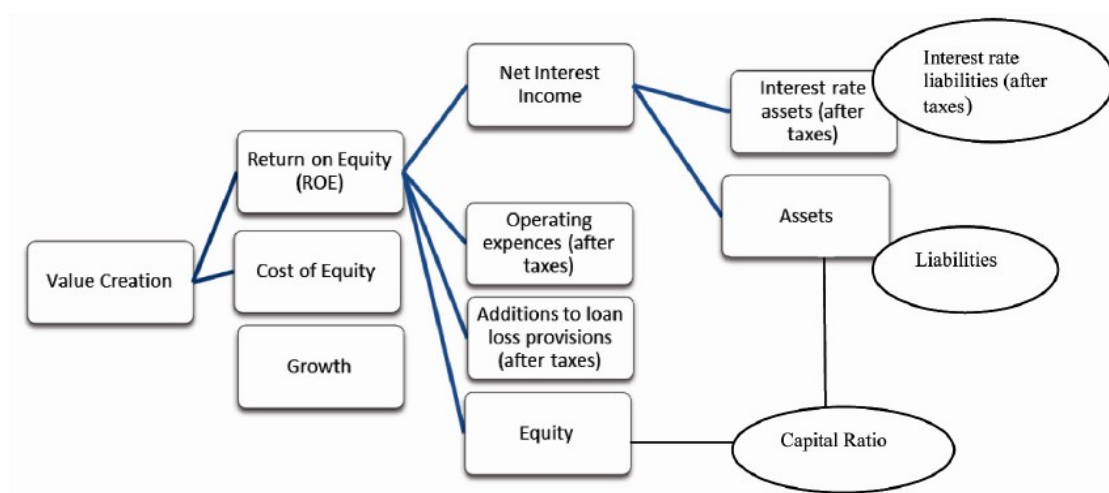 Value Creation
Return on Equity
(ROE)
Cost of Equity
Growth
Net Interest
Income
Operating
expences (after
taxes)
Additions to loan
loss provisions
(after taxes)
Equity
Interest rate
assets (after
taxes)
Interest rate
liabilities (after
taxes)
Assets
Liabilities
Capital Ratio